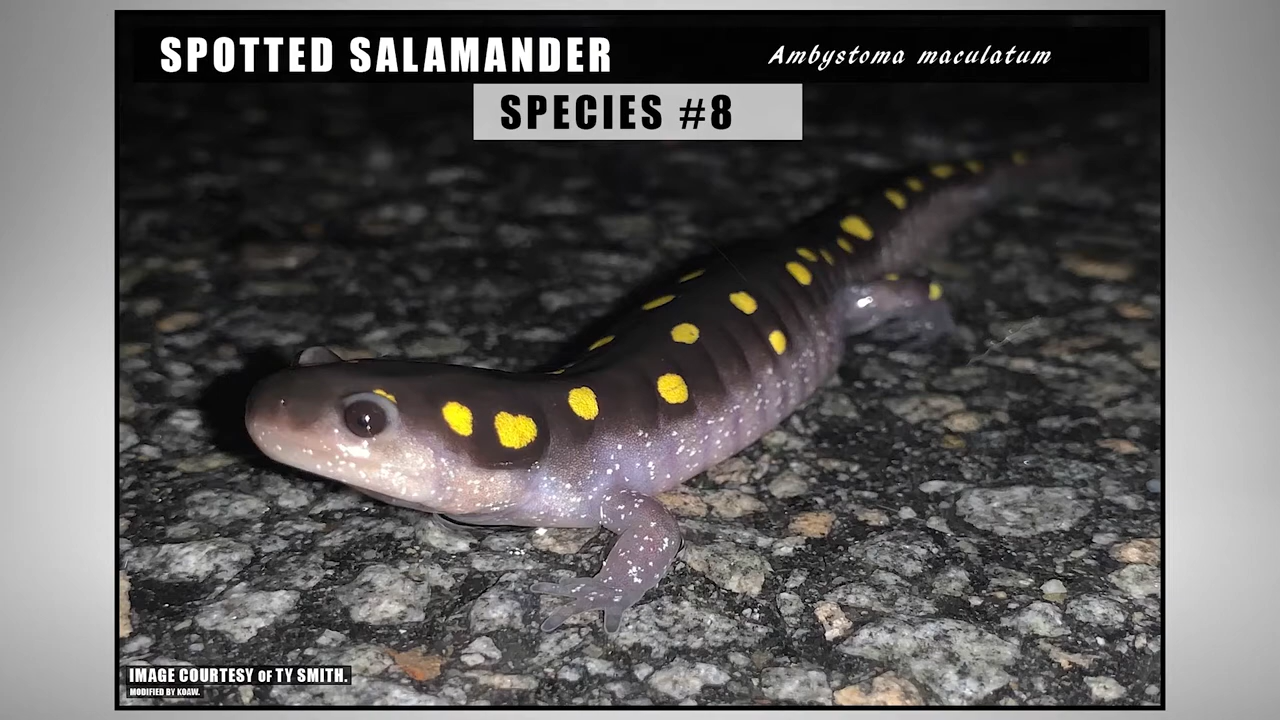 SPOTTED SALAMANDER
Ambystoma maculatum
SPECIES #8
IMAGE COURTESY OF TY SMITH.
MODIFIED BY KOAW.